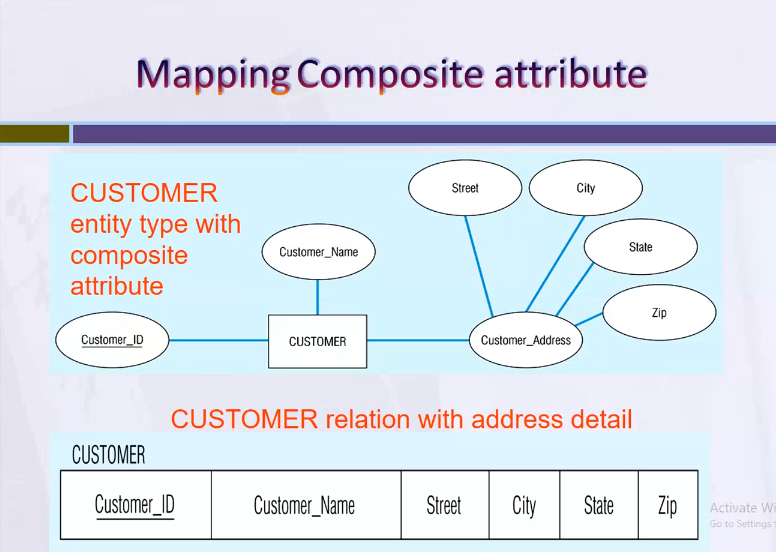 Mapping Composite attribute
CUSTOMER
entity type with
composite
attribute
Street
City
Customer_Name
State
Zip
Customer_ID
CUSTOMER
Customer_Address
CUSTOMER relation with address detail
CUSTOMER
Customer_ID Customer_Name Street City State Zip
Activate Wi
Go to Settings